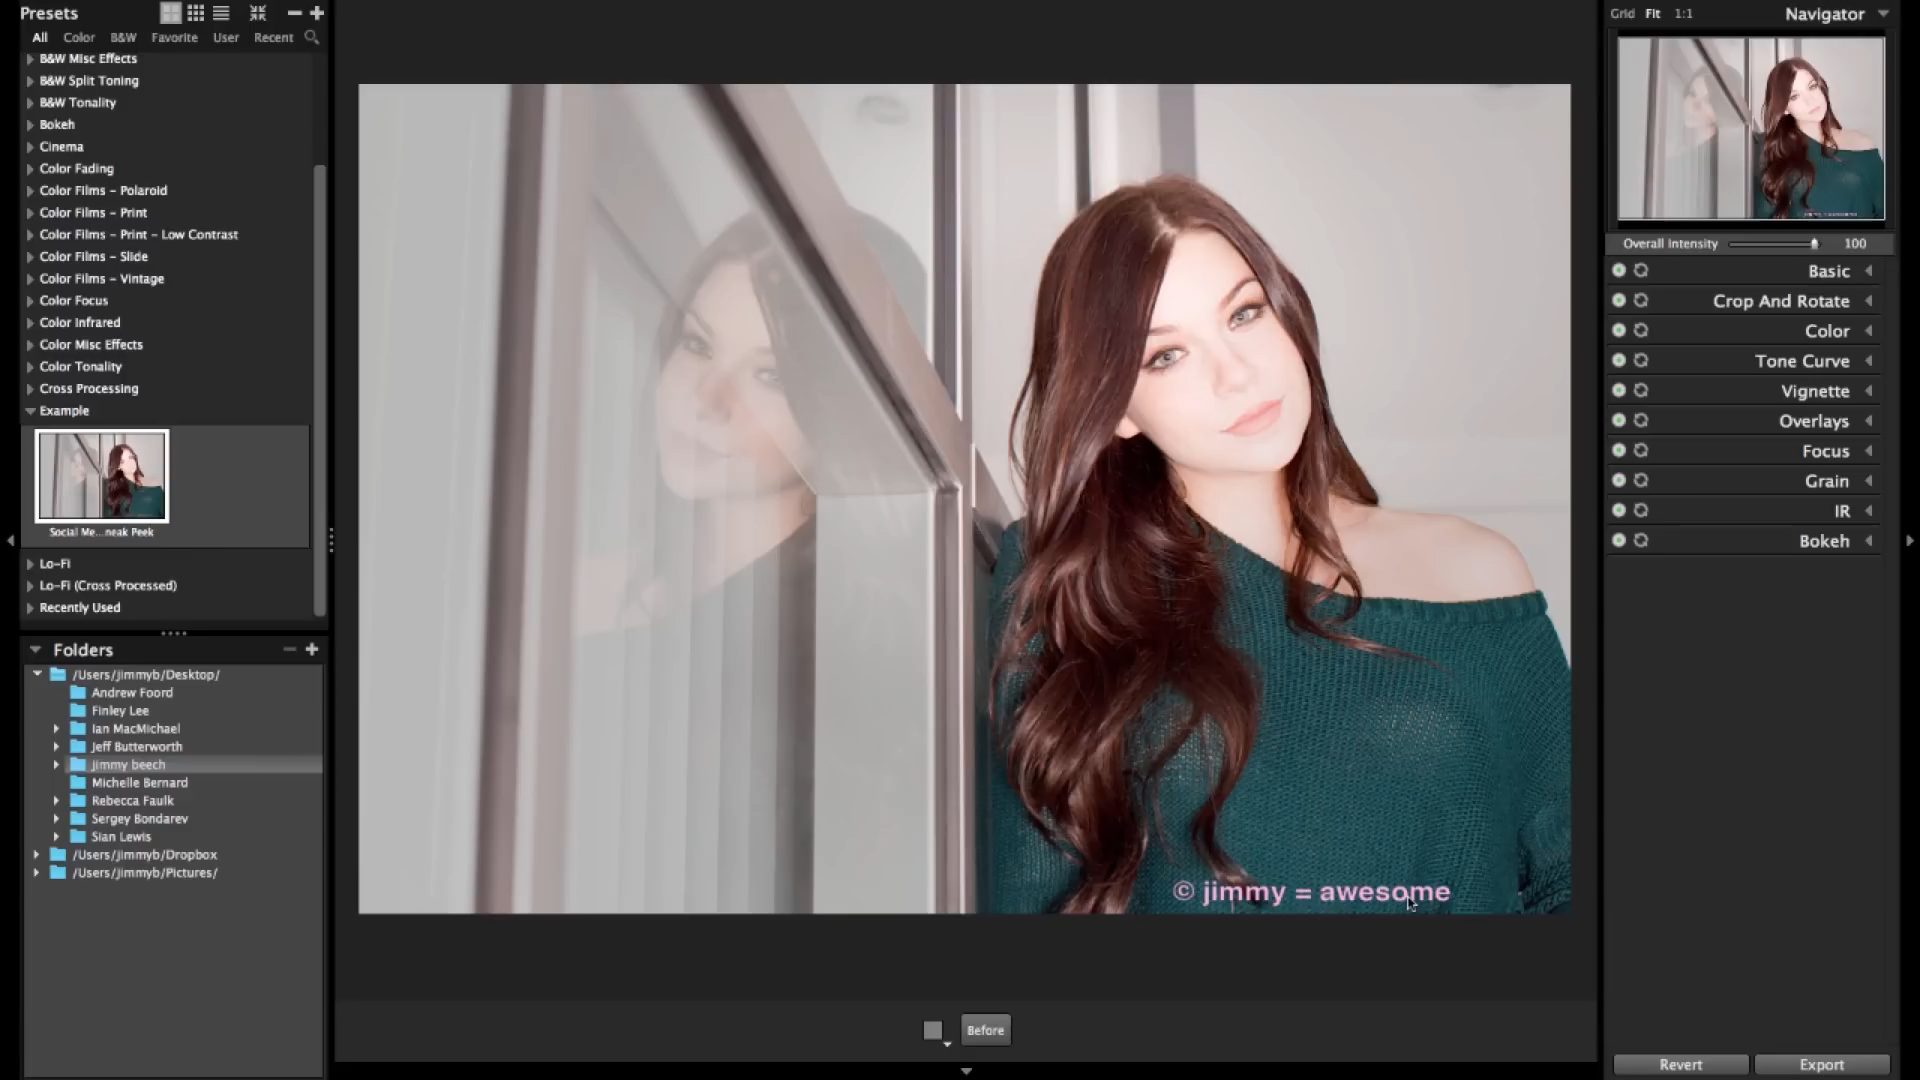 Presets
All Color B&W Favorite User Recent
B&W Misc Effects
B&W Split Toning
B&W Tonality
Bokeh
Cinema
Color Fading
Color Films - Polaroid
Color Films - Print
Color Films - Print - Low Contrast
Color Films - Slide
Color Films - Vintage
Color Focus
Color Infrared
Color Misc Effects
Color Tonality
Cross Processing
Example
Social Me...neak Peek
Lo-Fi
Lo-Fi (Cross Processed)
Recently Used
Folders
/Users/jimmyb/Desktop/
Andrew Foord
Finley Lee
Ian MacMichael
Jeff Butterworth
jimmy beech
Michelle Bernard
Rebecca Faulk
Sergey Bondarev
Sian Lewis
/Users/jimmyb/Dropbox
/Users/jimmyb/Pictures/
© jimmy = awesome
Before
Grid Fit 1:1 Navigator
Overall Intensity 100
Basic
Crop And Rotate
Color
Tone Curve
Vignette
Overlays
Focus
Grain
IR
Bokeh
Revert Export